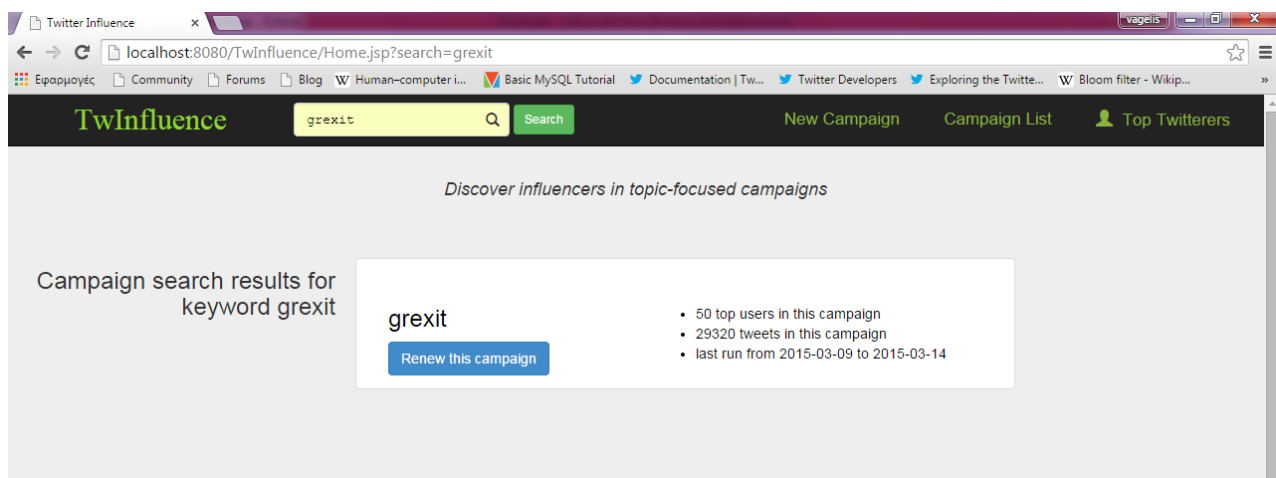 Twitter Influence
vagelis
localhost:8080/TwInfluence/Home.jsp?search=grexit
Εφαρμογές Community Forums Blog Human–computer i... Basic MySQL Tutorial Documentation | Tw... Twitter Developers Exploring the Twitte... Bloom filter - Wikip... »
TwInfluence grexit Search New Campaign Campaign List Top Twitterers
Discover influencers in topic-focused campaigns
Campaign search results for
keyword grexit
grexit
Renew this campaign
50 top users in this campaign
29320 tweets in this campaign
last run from 2015-03-09 to 2015-03-14